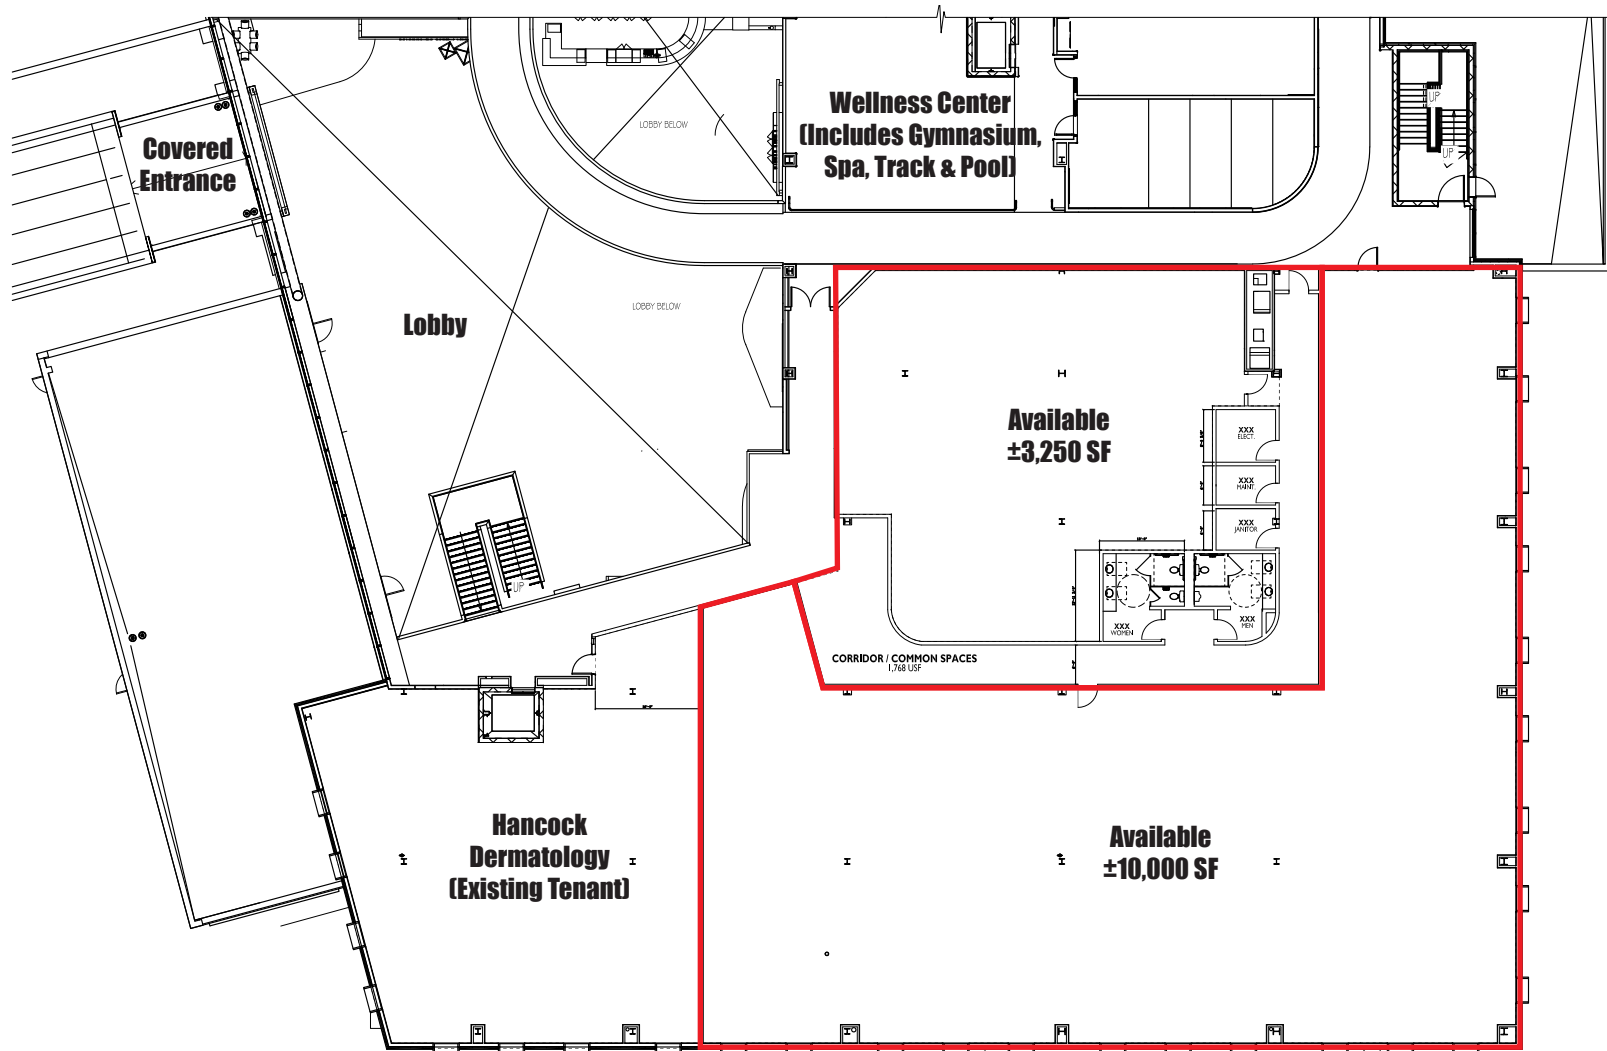 Wellness Center
(Includes Gymnasium,
Spa, Track & Pool)
LOBBY BELOW
UP
UP
Covered
Entrance
LOBBY BELOW
Lobby
Available
±3,250 SF
XXX
ELECT.
XXX
MAINT.
XXX
JANITOR
UP
XXX
WOMEN
XXX
MEN
CORRIDOR / COMMON SPACES
1,768 USF
Hancock
Dermatology
(Existing Tenant)
Available
±10,000 SF